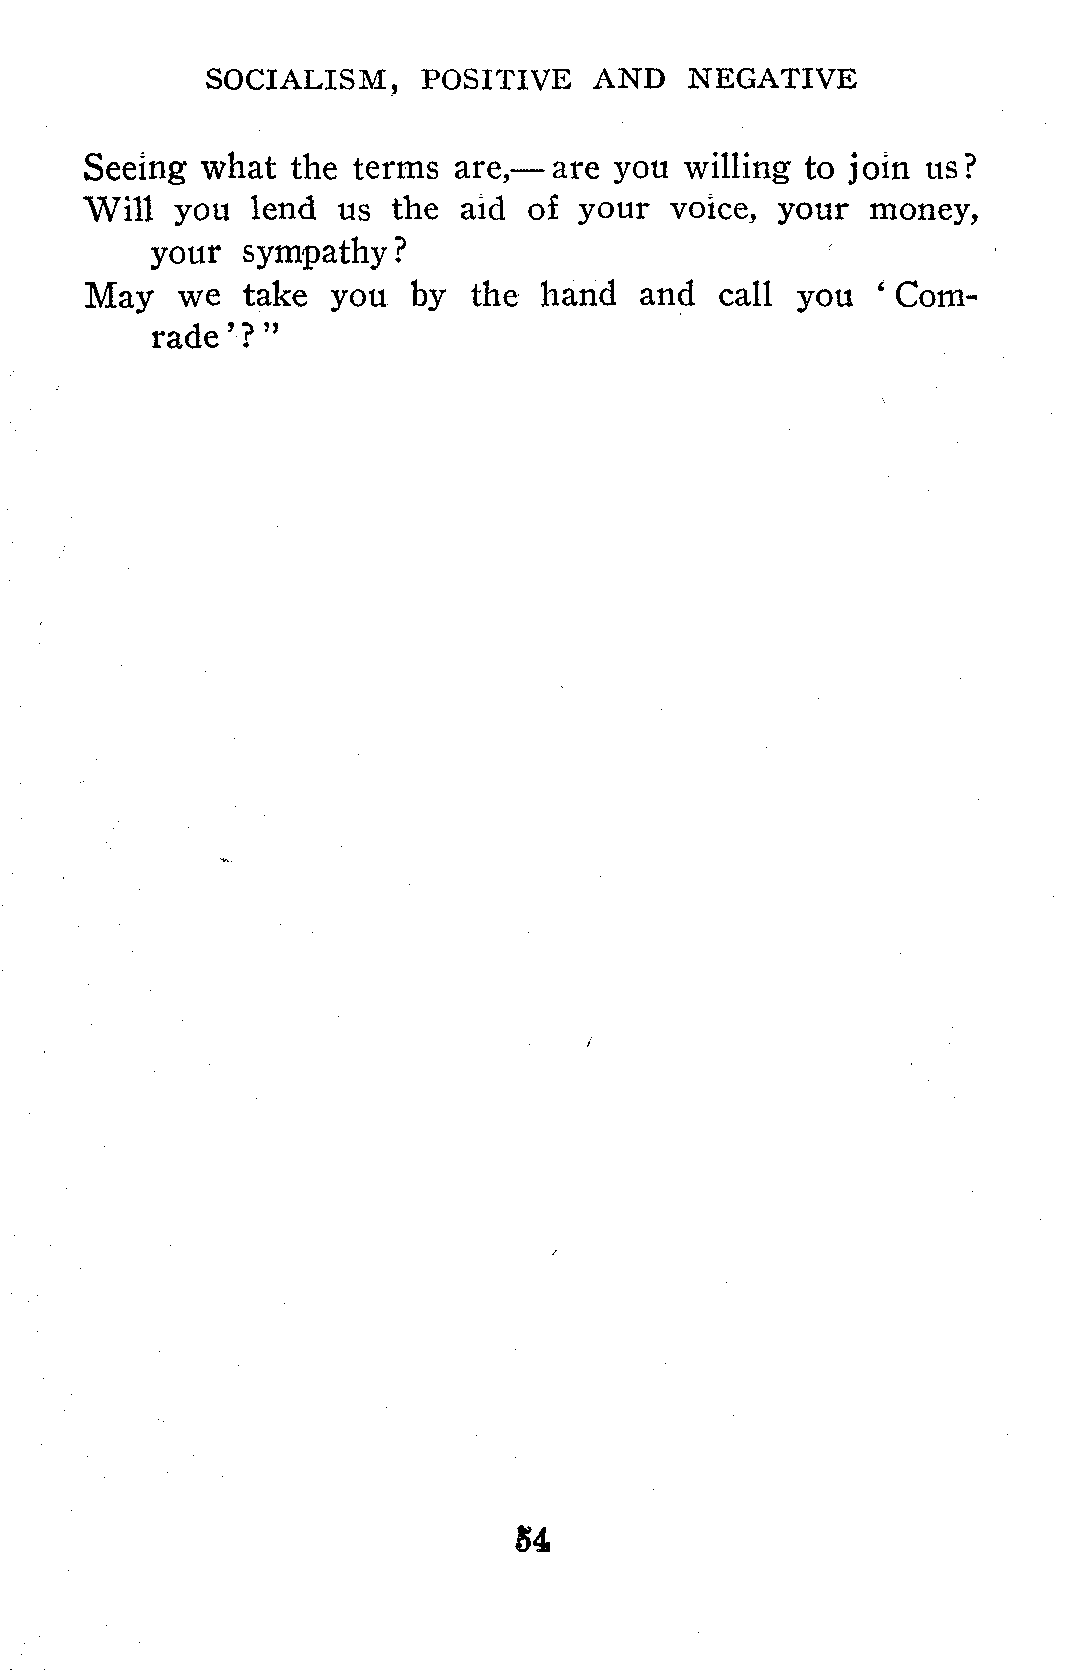 SOCIALISM, POSITIVE AND NEGATIVE
Seeing what the terms are,— are you willing to join us?
Will you lend us the aid of your voice, your money,
your sympathy?
May we take you by the hand and call you ‘ Com-
rade’?”
54